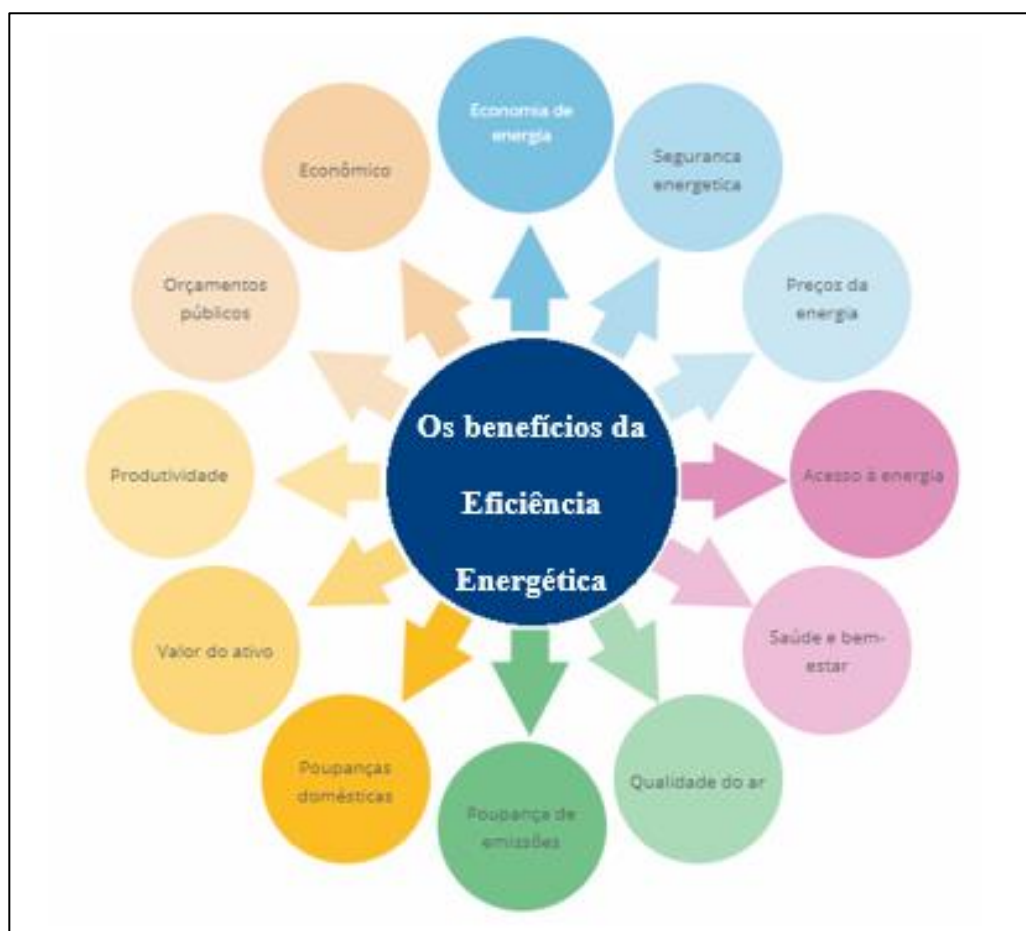 Economia de
energia
Seguranca
energetica
Preços da
energia
Acesso à energia
Saúde e bem-
estar
Qualidade do ar
Poupança de
emissões
Poupanças
domésticas
Valor do ativo
Produtividade
Orçamentos
públicos
Econômico
Os benefícios da
Eficiência
Energética